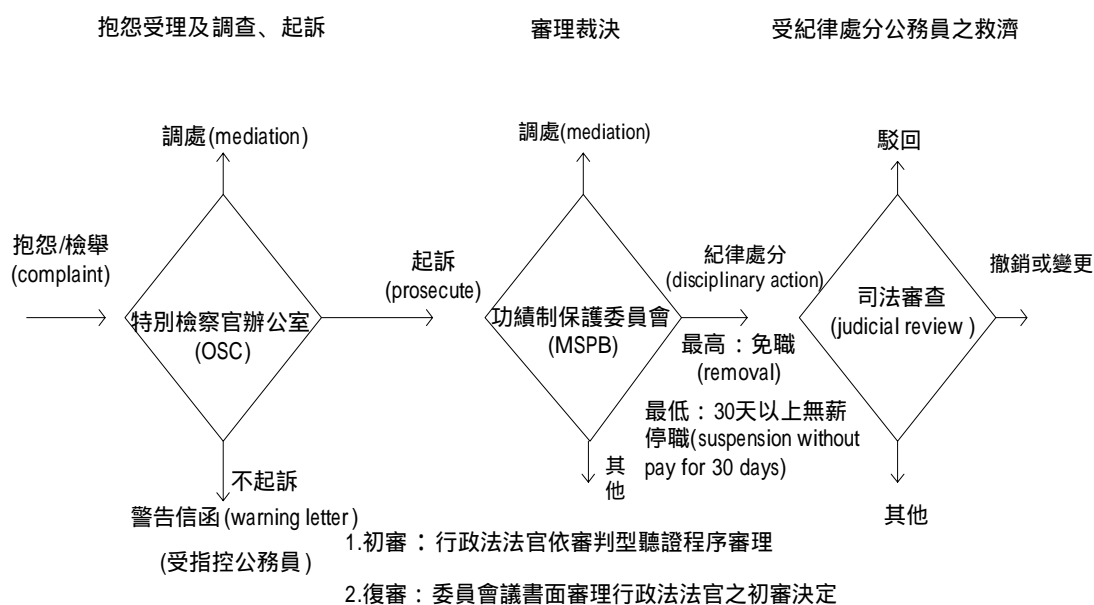 抱怨受理及調查、起訴
審理裁決
受紀律處分公務員之救濟
調處(mediation)
抱怨/檢舉
(complaint)
特別檢察官辦公室
(OSC)
不起訴
警告信函(warning letter)
(受指控公務員)
起訴
(prosecute)
調處(mediation)
功績制保護委員會
(MSPB)
其
他
紀律處分
(disciplinary action)
最高：免職
(removal)
最低：30天以上無薪
停職(suspension without
pay for 30 days)
駁回
司法審查
(judicial review)
撤銷或變更
其他
1.初審：行政法法官依審判型聽證程序審理
2.復審：委員會議書面審理行政法法官之初審決定